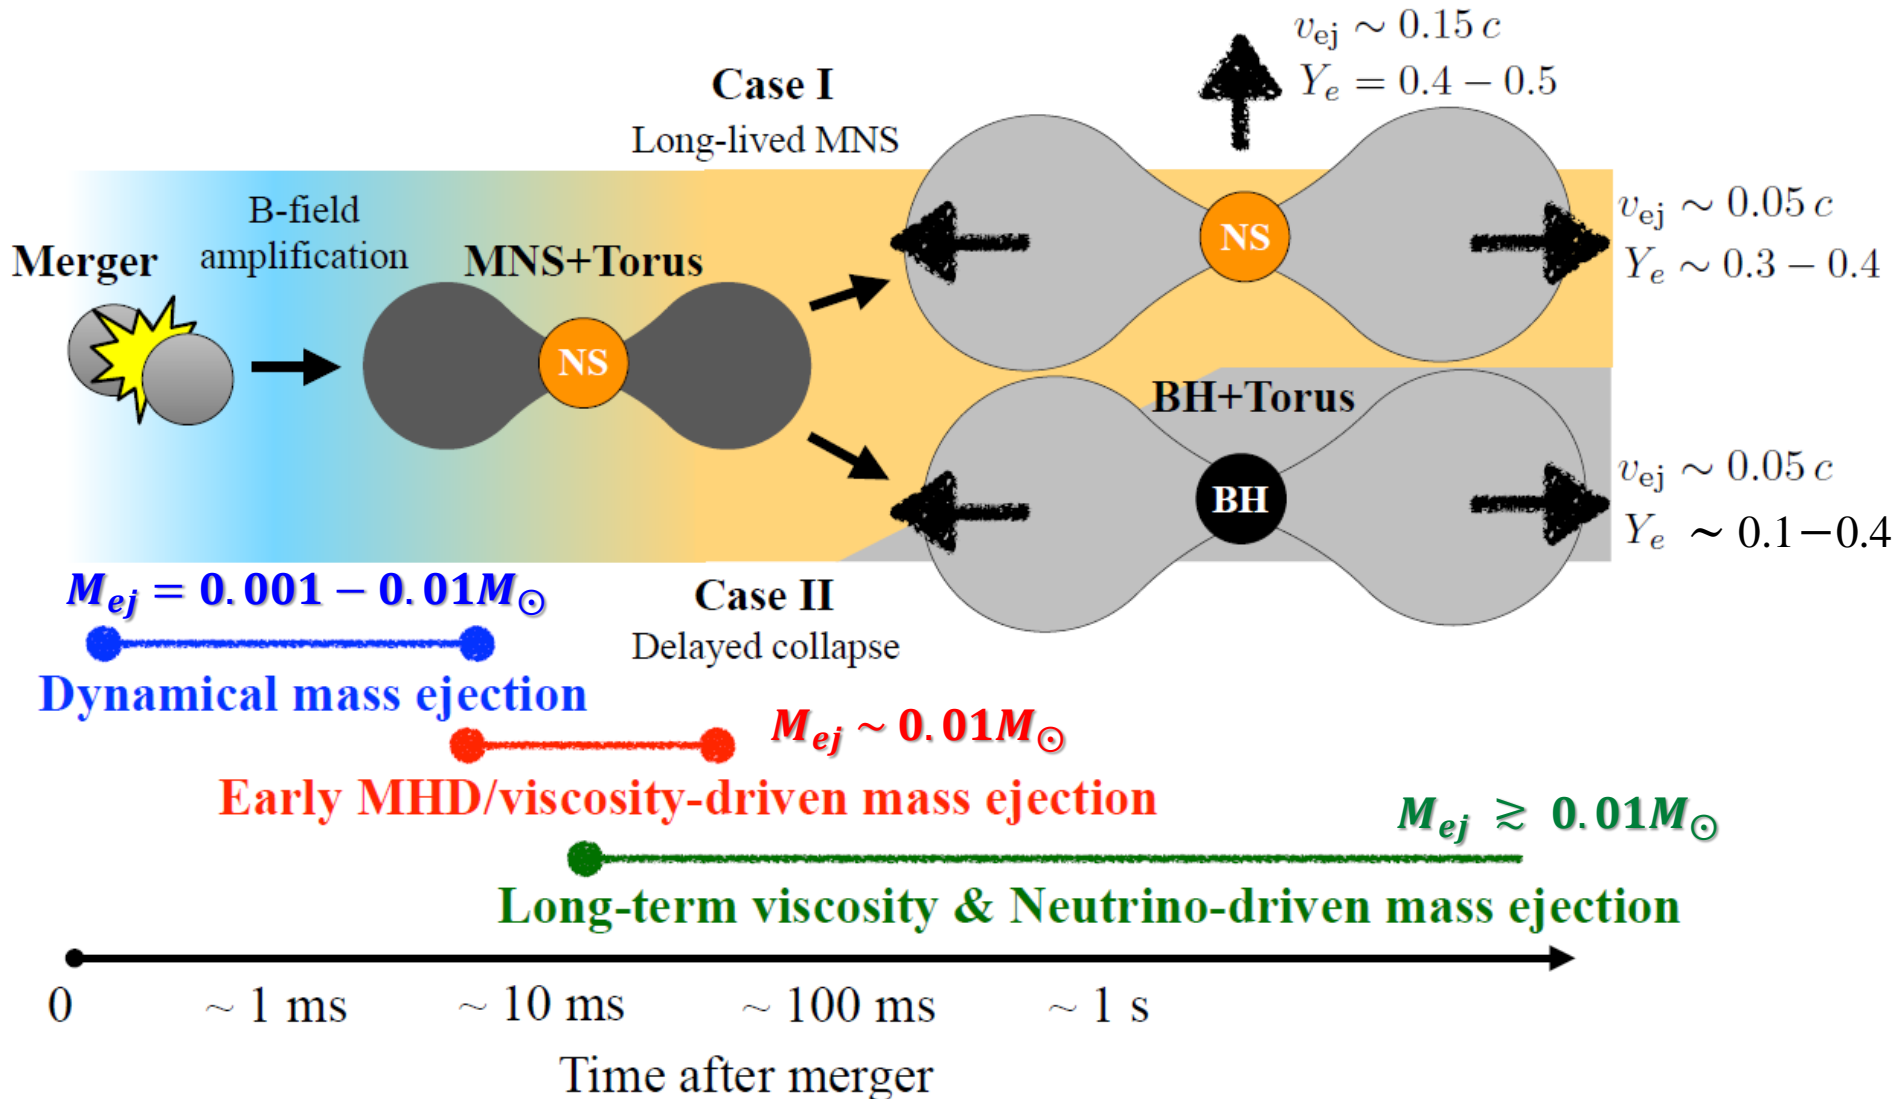 v_ej ∼ 0.15 c
Y_e = 0.4 − 0.5
Case I
Long-lived MNS
B-field
amplification
Merger
MNS+Torus
NS
NS
v_ej ∼ 0.05 c
Y_e ∼ 0.3 − 0.4
BH+Torus
BH
v_ej ∼ 0.05 c
Y_e ∼ 0.1−0.4
Case II
Delayed collapse
M_ej = 0.001 − 0.01M_⊙
Dynamical mass ejection
M_ej ~ 0.01M_⊙
Early MHD/viscosity-driven mass ejection
M_ej ≳ 0.01M_⊙
Long-term viscosity & Neutrino-driven mass ejection
0
~ 1 ms
~ 10 ms
~ 100 ms
~ 1 s
Time after merger